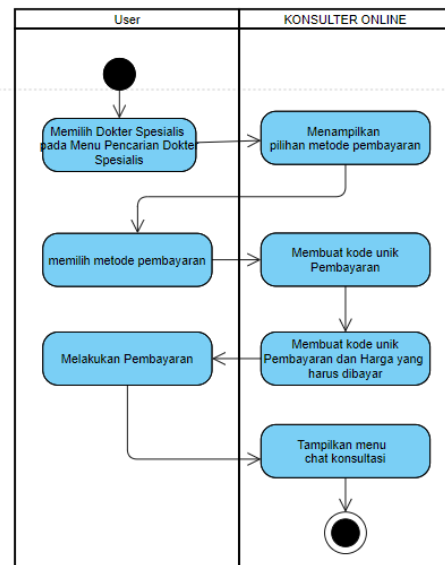 User
KONSULTER ONLINE
Memilih Dokter Spesialis
pada Menu Pencarian Dokter
Spesialis
Menampilkan
pilihan metode pembayaran
memilih metode pembayaran
Membuat kode unik
Pembayaran
Melakukan Pembayaran
Membuat kode unik
Pembayaran dan Harga yang
harus dibayar
Tampilkan menu
chat konsultasi